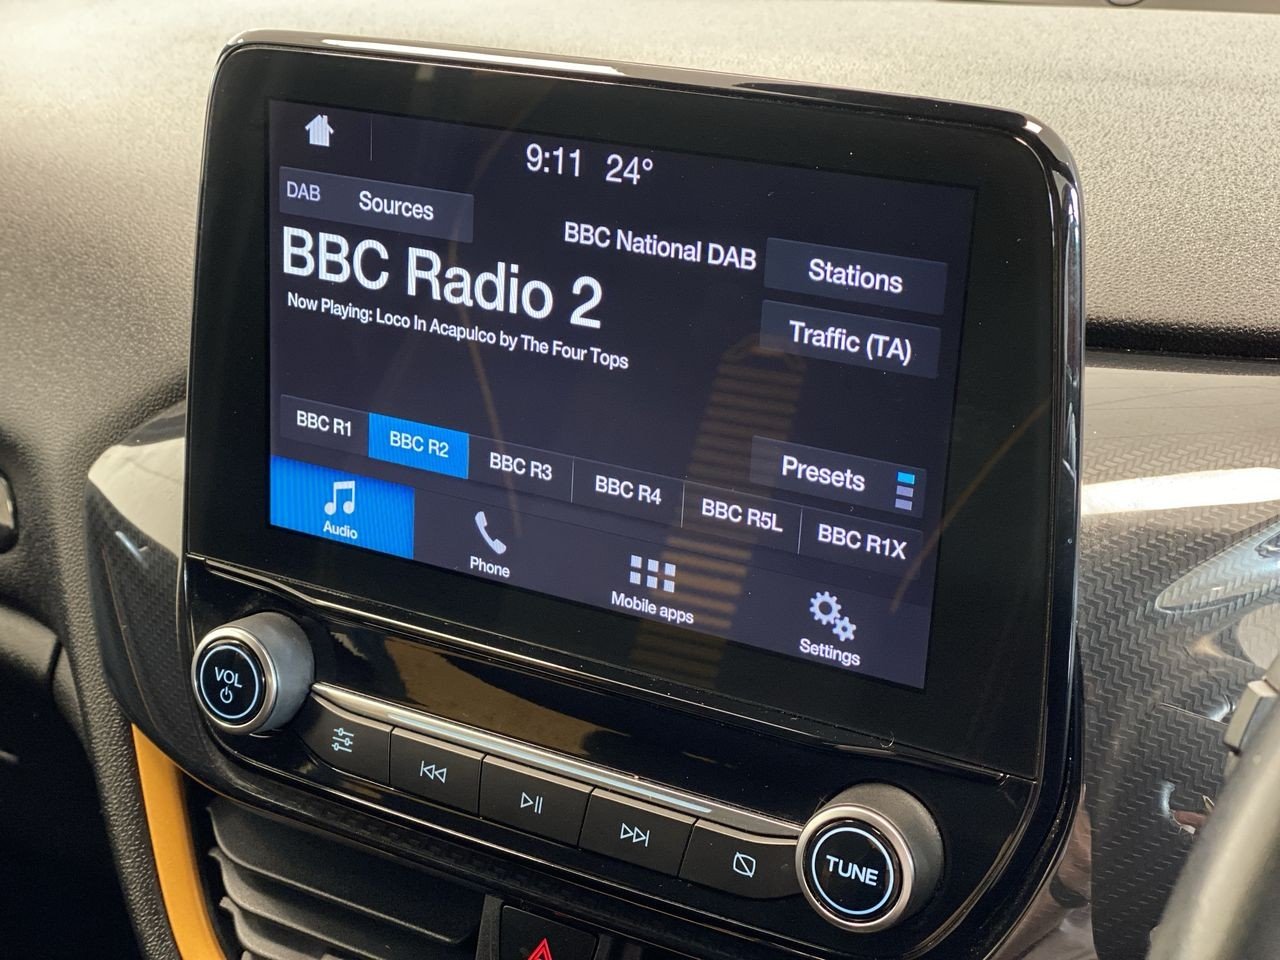 9:11 24°
DAB Sources
BBC National DAB
Stations
BBC Radio 2
Now Playing: Loco In Acapulco by The Four Tops
Traffic (TA)
Presets
BBC R1
BBC R2
BBC R3
BBC R4
BBC R5L
BBC R1X
Audio
Phone
Mobile apps
Settings
VOL
TUNE